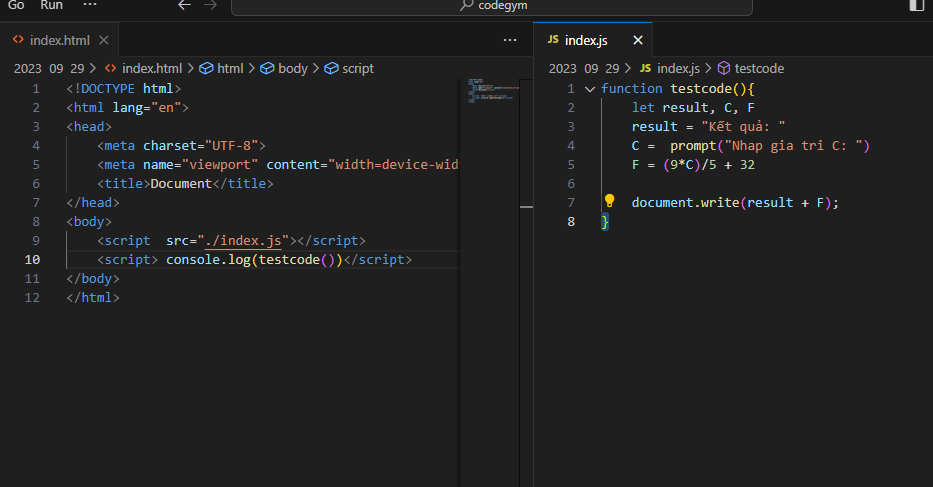 Go Run ...
codegym
index.html
2023 09 29 > index.html > html > body > script
1 <!DOCTYPE html>
2 <html lang="en">
3 <head>
4 <meta charset="UTF-8">
5 <meta name="viewport" content="width=device-wid
6 <title>Document</title>
7 </head>
8 <body>
9 <script  src="./index.js"></script>
10 <script> console.log(testcode())</script>
11 </body>
12 </html>
JS index.js
2023 09 29 > JS index.js > testcode
1 function testcode(){
2 let result, C, F
3 result = "Kết quả: "
4 C =  prompt("Nhap gia tri C: ")
5 F = (9*C)/5 + 32
6
7 document.write(result + F);
8 }